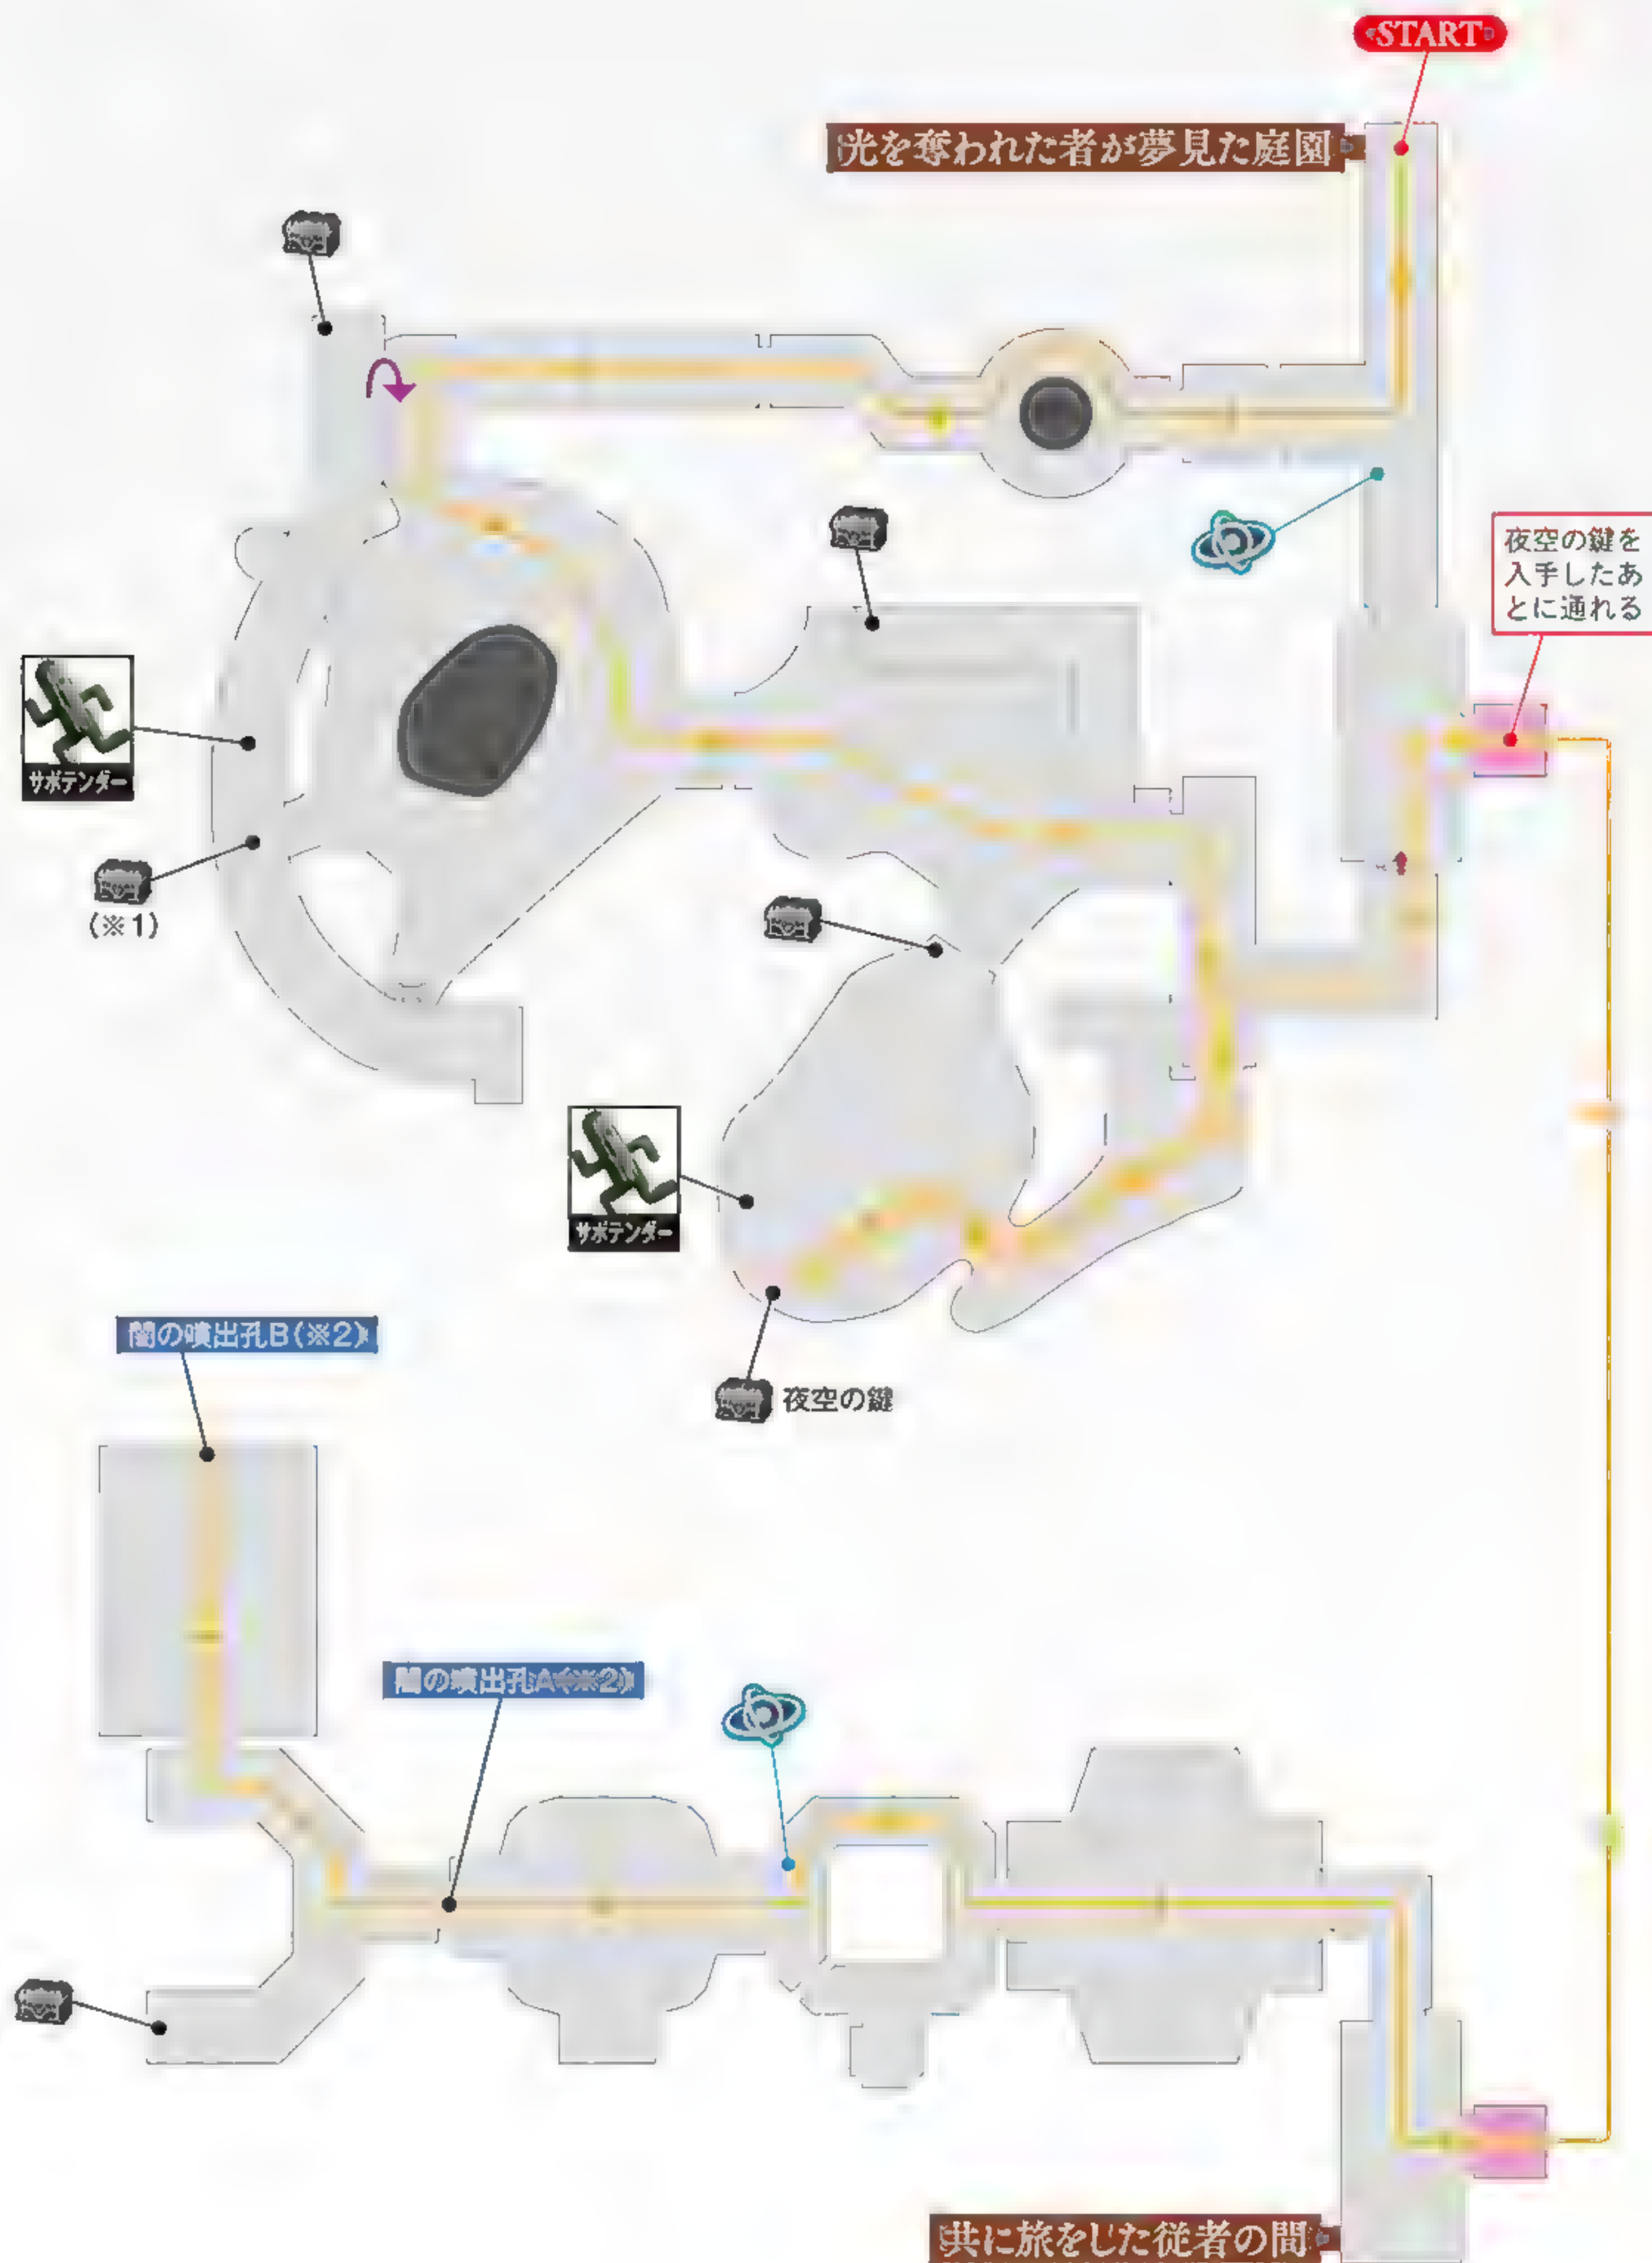 START
光を奪われた者が夢見た庭園
夜空の鍵を
入手したあ
とに通れる
サボテンダー
(※1)
サボテンダー
夜空の鍵
闇の噴出孔B(※2)
闇の噴出孔A(※2)
共に旅をした従者の間